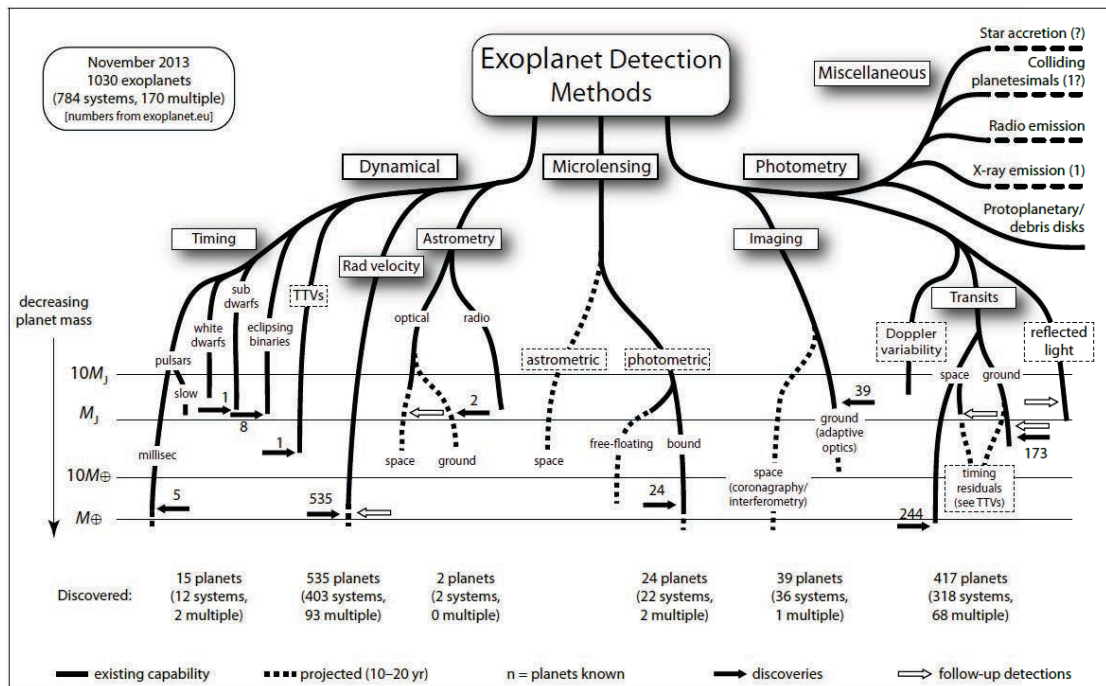 November 2013
1030 exoplanets
(784 systems, 170 multiple)
[numbers from exoplanet.eu]
Exoplanet Detection
Methods
Miscellaneous
Star accretion (?)
Colliding
planetesimals (1?)
Radio emission
X-ray emission (1)
Protoplanetary/
debris disks
Dynamical
Microlensing
Photometry
Timing
Astrometry
Imaging
Rad velocity
Transits
decreasing
planet mass
pulsars
slow
millisec
white
dwarfs
sub
dwarfs
eclipsing
binaries
TTVs
optical
radio
space
ground
astrometric
space
photometric
free-floating
bound
ground
(adaptive
optics)
space
(coronagraphy/
interferometry)
Doppler
variability
space
ground
reflected
light
timing
residuals
(see TTVs)
10MJ
MJ
10M⊕
M⊕
1
8
1
5
535
2
24
39
173
244
Discovered:
15 planets
(12 systems,
2 multiple)
535 planets
(403 systems,
93 multiple)
2 planets
(2 systems,
0 multiple)
24 planets
(22 systems,
2 multiple)
39 planets
(36 systems,
1 multiple)
417 planets
(318 systems,
68 multiple)
existing capability
projected (10–20 yr)
n = planets known
discoveries
follow-up detections